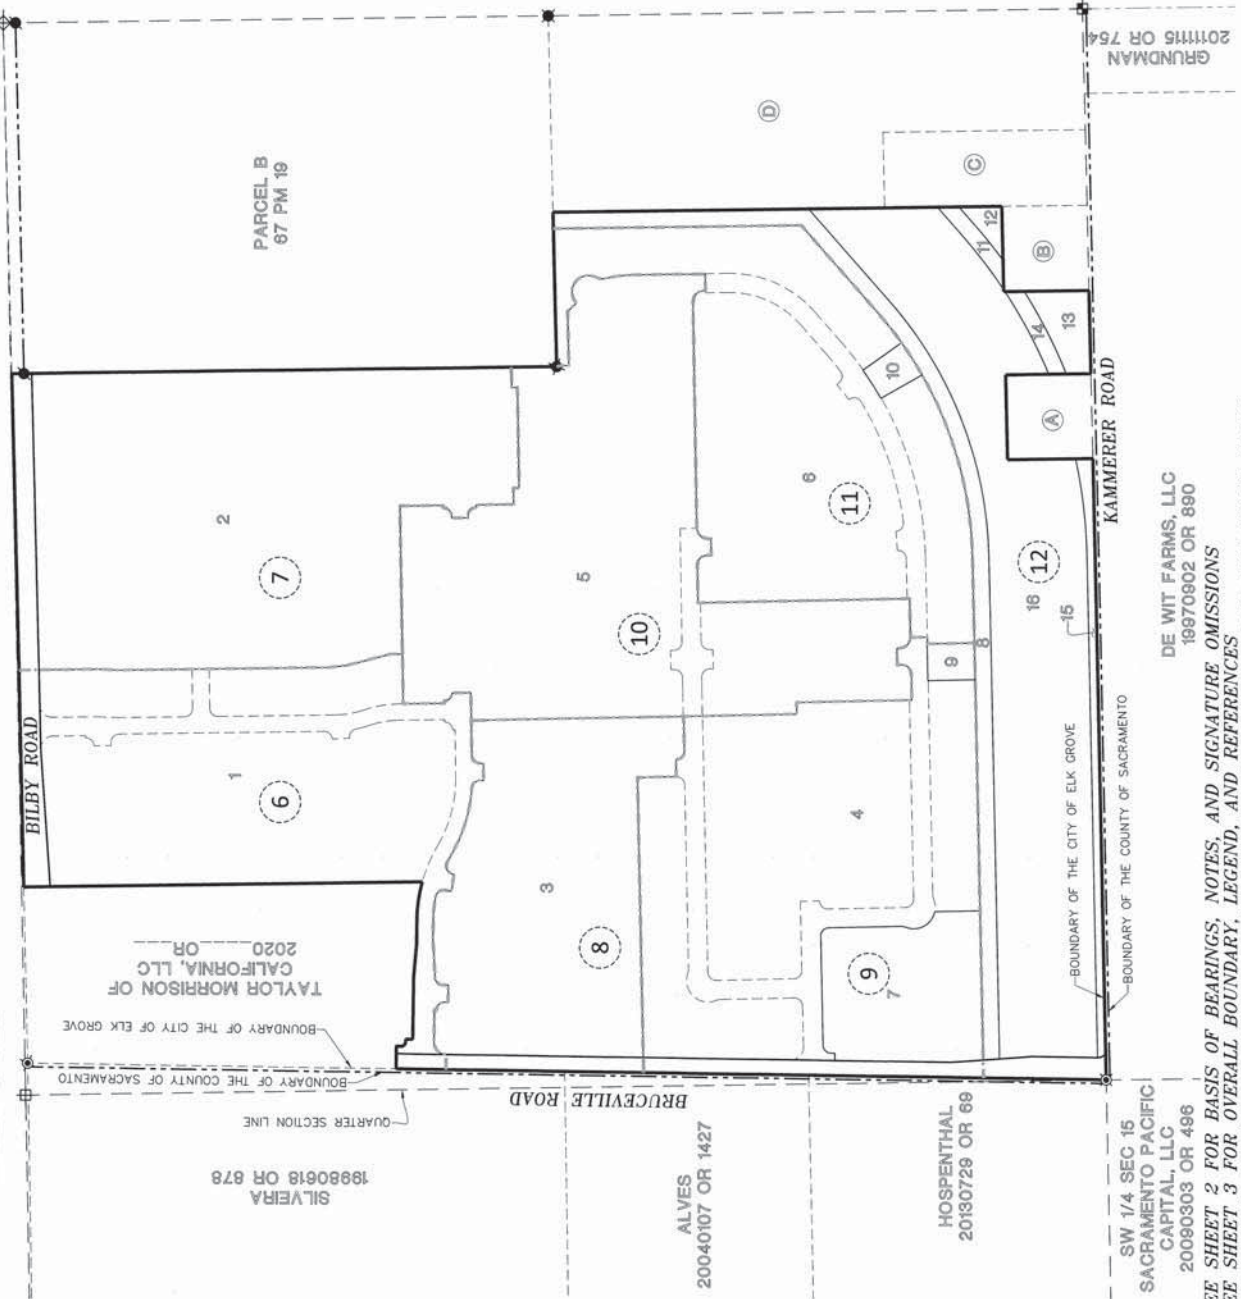 PARCEL B
67 PM 19
GRUNDMAN
2011115 OR 754
BILBY ROAD
2
7
1
6
TAYLOR MORRISON OF
CALIFORNIA, LLC
2020____OR____
BOUNDARY OF THE CITY OF ELK GROVE
BOUNDARY OF THE COUNTY OF SACRAMENTO
QUARTER SECTION LINE
SILVEIRA
19980618 OR 878
BRUCEVILLE ROAD
ALVES
20040107 OR 1427
HOSPENTHAL
20130729 OR 69
3
8
5
10
4
6
11
7
9
9
8
10
11
12
13
14
A
B
C
D
16
12
15
KAMMERER ROAD
BOUNDARY OF THE CITY OF ELK GROVE
BOUNDARY OF THE COUNTY OF SACRAMENTO
DE WIT FARMS, LLC
19970902 OR 890
SW 1/4 SEC 15
SACRAMENTO PACIFIC
CAPITAL, LLC
20090303 OR 496
EE SHEET 2 FOR BASIS OF BEARINGS, NOTES, AND SIGNATURE OMISSIONS
EE SHEET 3 FOR OVERALL BOUNDARY, LEGEND, AND REFERENCES